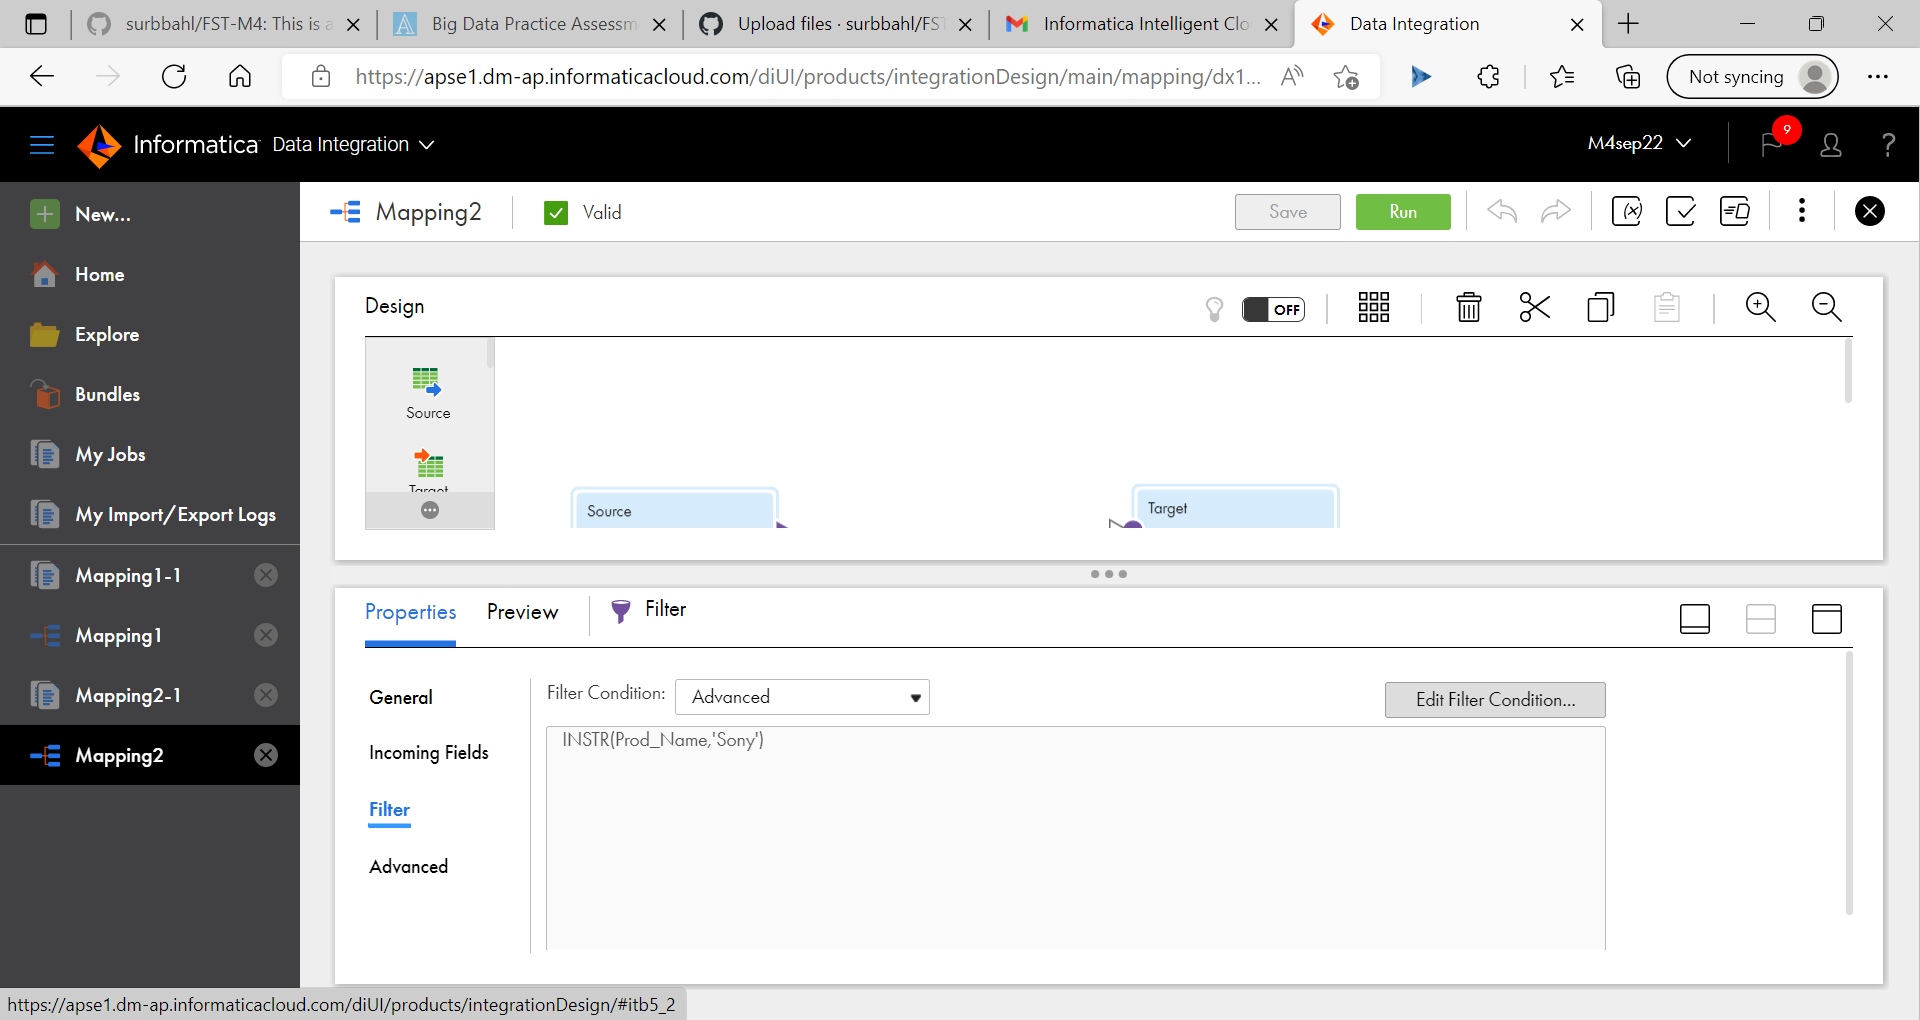 surbbahl/FST-M4: This is a
Big Data Practice Assessm
Upload files · surbbahl/FST
Informatica Intelligent Clo
Data Integration
https://apse1.dm-ap.informaticacloud.com/diUI/products/integrationDesign/main/mapping/dx1...
Not syncing
Informatica Data Integration
M4sep22
9
?
New...
Home
Explore
Bundles
My Jobs
My Import/Export Logs
Mapping1-1
Mapping1
Mapping2-1
Mapping2
Mapping2
Valid
Save
Run
Design
OFF
Source
Target
Source
Target
Properties
Preview
Filter
General
Incoming Fields
Filter
Advanced
Filter Condition:
Advanced
Edit Filter Condition...
INSTR(Prod_Name,'Sony')
https://apse1.dm-ap.informaticacloud.com/diUI/products/integrationDesign/#itb5_2